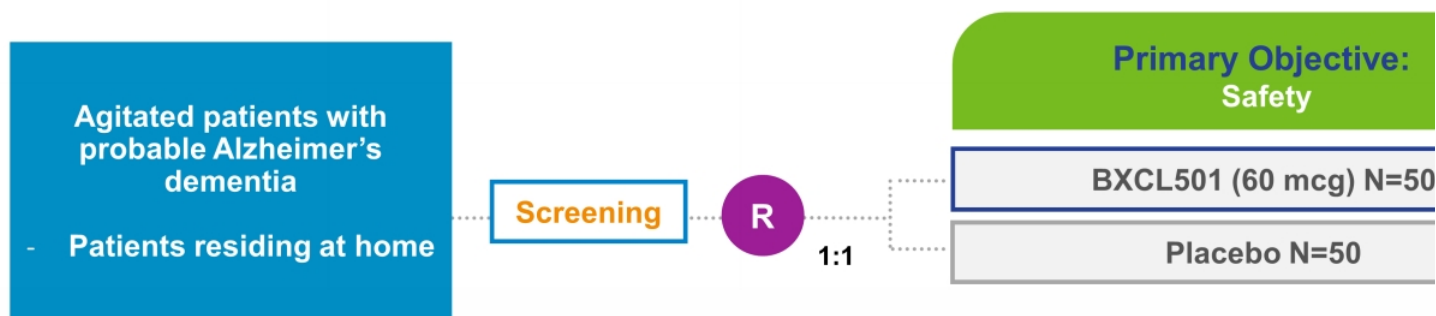 Agitated patients with
probable Alzheimer's
dementia
- Patients residing at home
Screening
R
1:1
Primary Objective:
Safety
BXCL501 (60 mcg) N=50
Placebo N=50